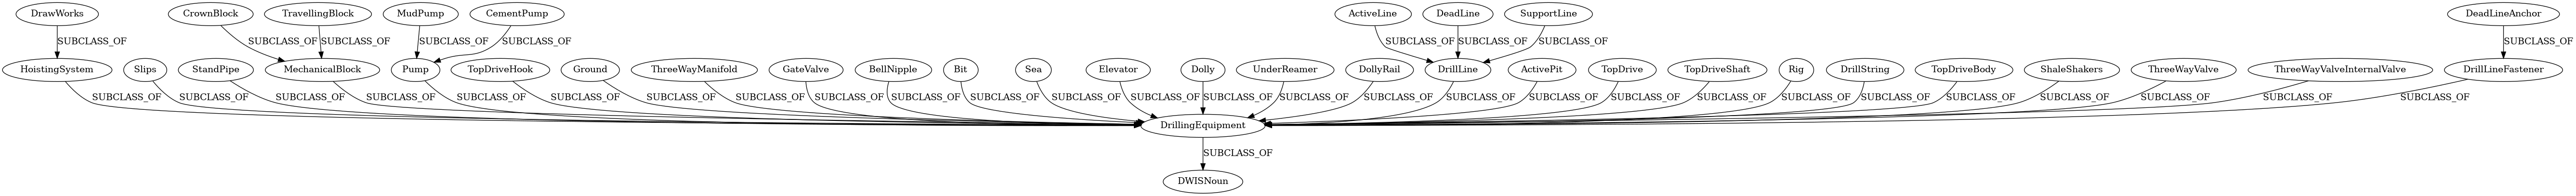 DrawWorks CrownBlock TravellingBlock MudPump CementPump ActiveLine DeadLine SupportLine DeadLineAnchor
SUBCLASS_OF SUBCLASS_OF SUBCLASS_OF SUBCLASS_OF SUBCLASS_OF SUBCLASS_OF SUBCLASS_OF SUBCLASS_OF SUBCLASS_OF
HoistingSystem Slips StandPipe MechanicalBlock Pump TopDriveHook Ground ThreeWayManifold GateValve BellNipple Bit Sea Elevator Dolly UnderReamer DollyRail DrillLine ActivePit TopDrive TopDriveShaft Rig DrillString TopDriveBody ShaleShakers ThreeWayValve ThreeWayValveInternalValve DrillLineFastener
SUBCLASS_OF SUBCLASS_OF SUBCLASS_OF SUBCLASS_OF SUBCLASS_OF SUBCLASS_OF SUBCLASS_OF SUBCLASS_OF SUBCLASS_OF SUBCLASS_OF SUBCLASS_OF SUBCLASS_OF SUBCLASS_OF SUBCLASS_OF SUBCLASS_OF SUBCLASS_OF SUBCLASS_OF SUBCLASS_OF SUBCLASS_OF SUBCLASS_OF SUBCLASS_OF SUBCLASS_OF SUBCLASS_OF SUBCLASS_OF SUBCLASS_OF SUBCLASS_OF SUBCLASS_OF
DrillingEquipment
SUBCLASS_OF
DWISNoun